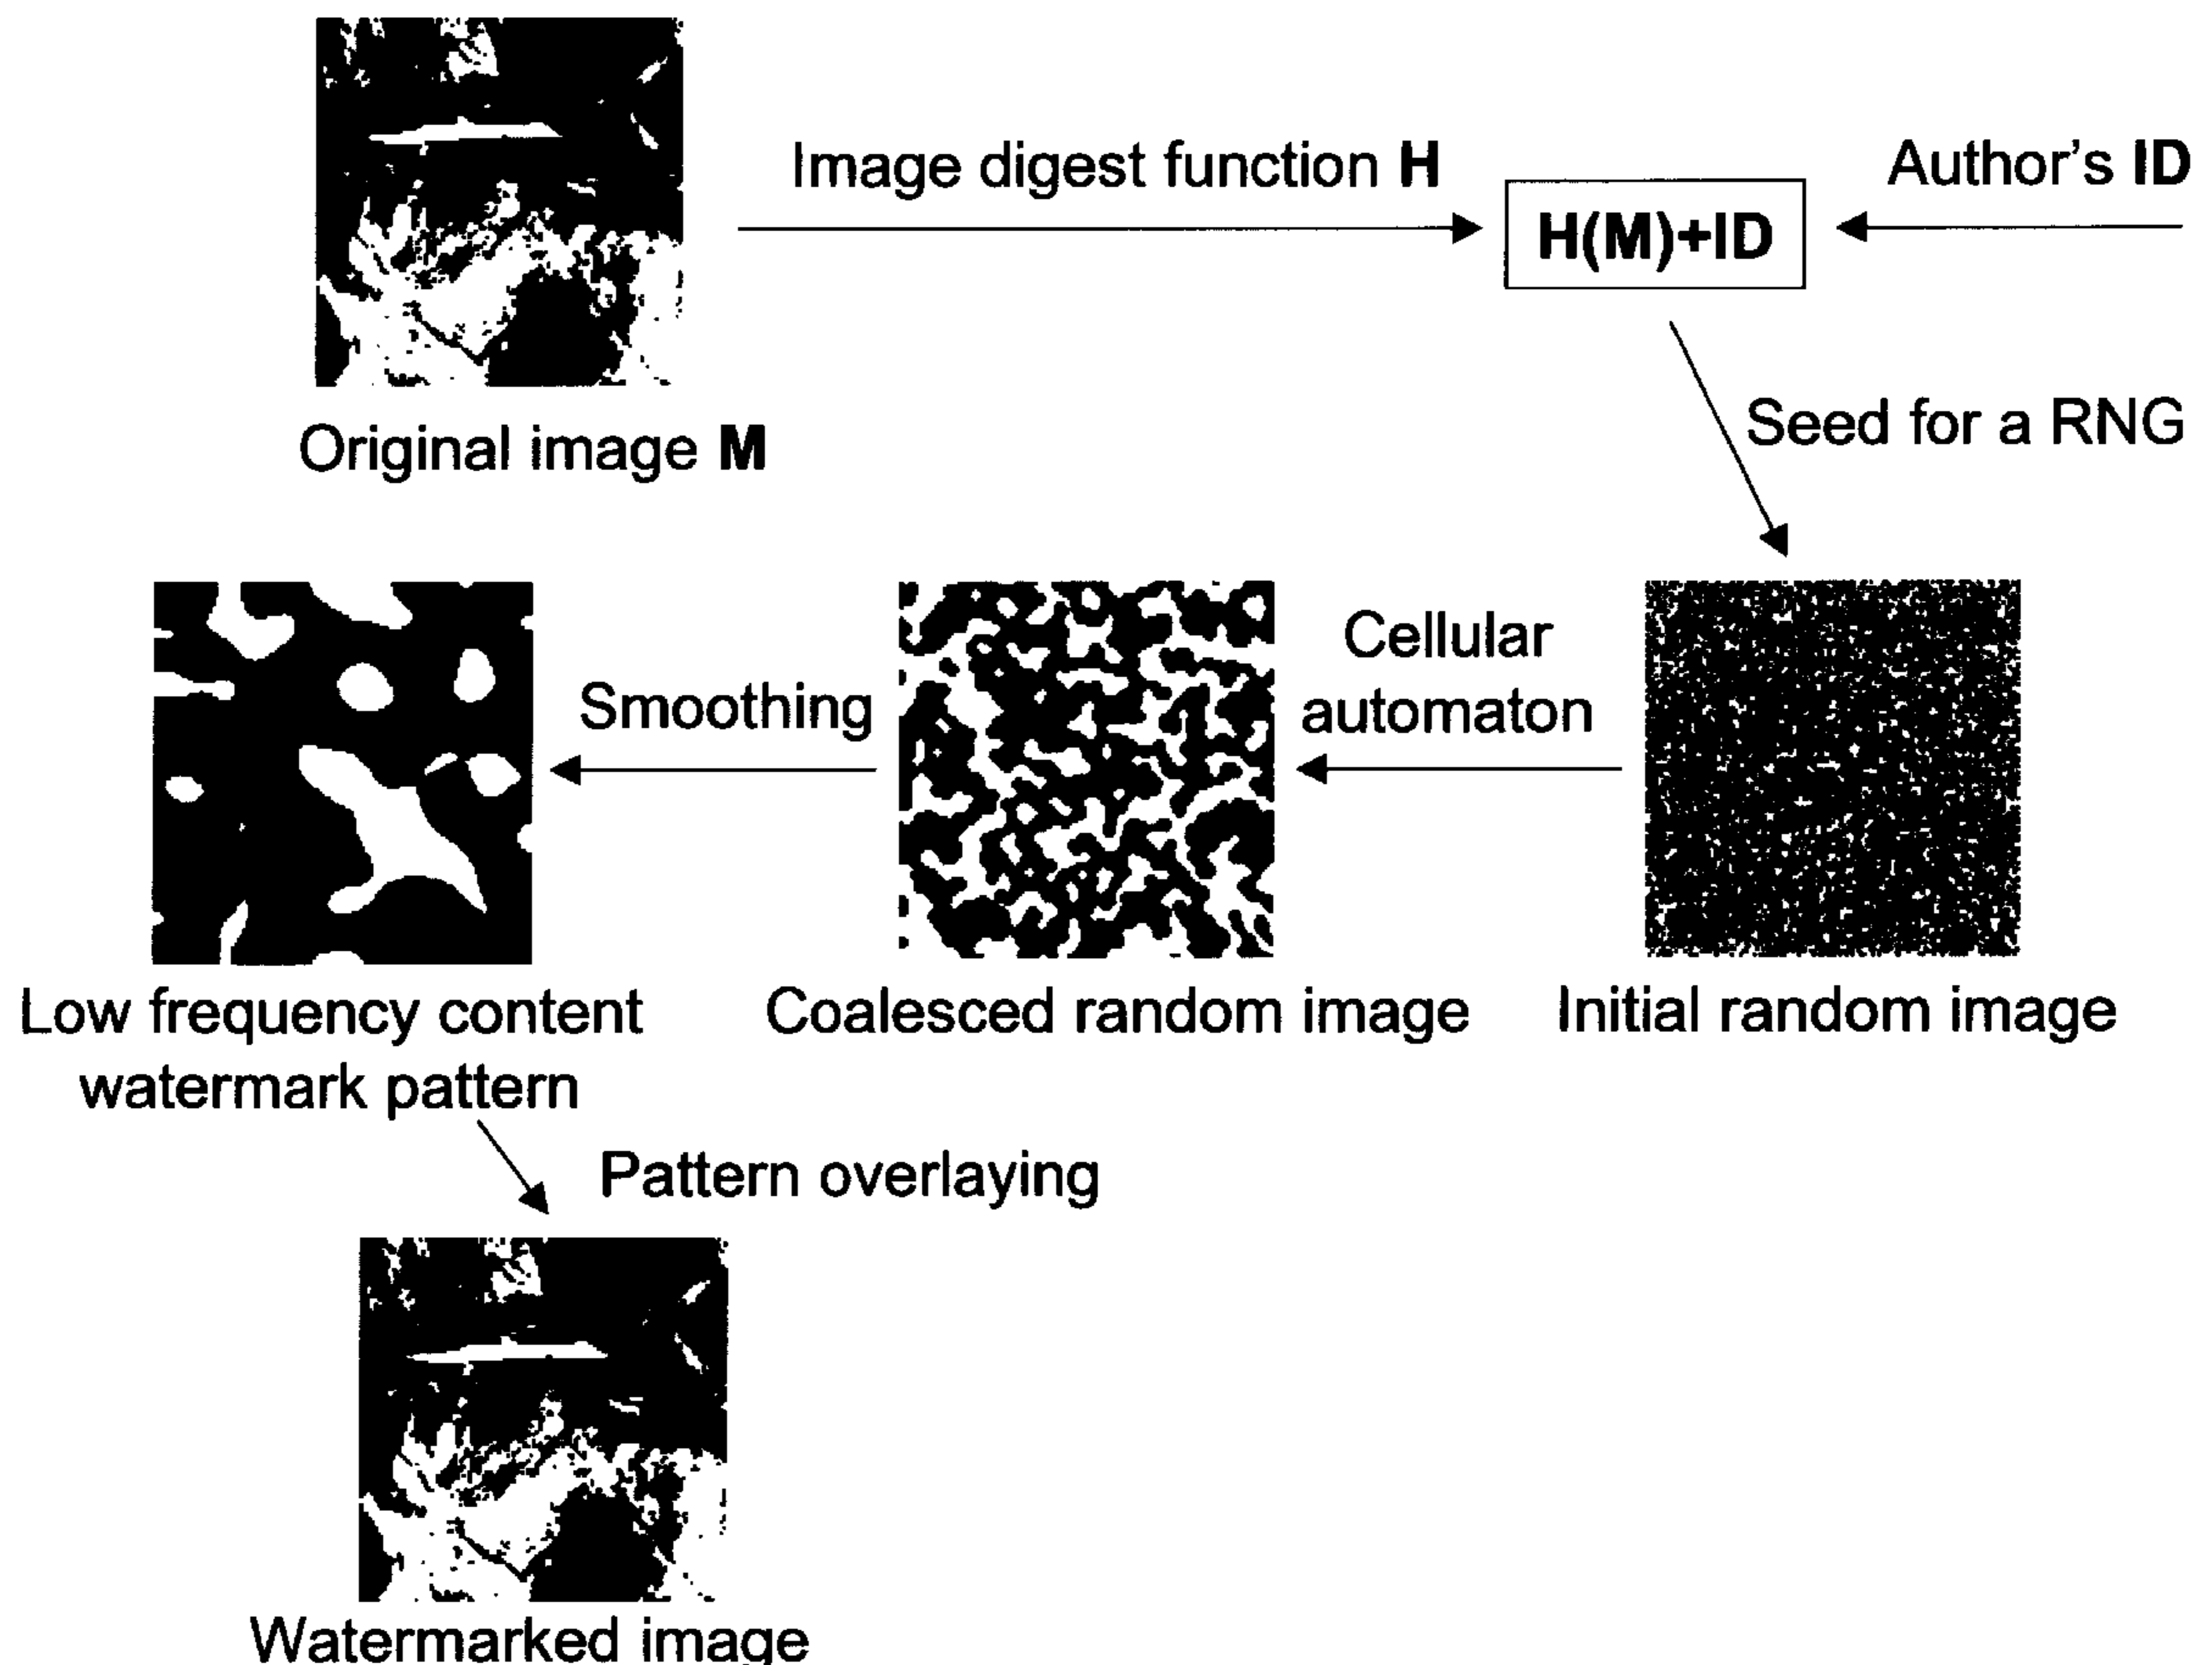 Image digest function H
Author's ID
H(M)+ID
Original image M
Seed for a RNG
Cellular
automaton
Smoothing
Low frequency content
watermark pattern
Coalesced random image
Initial random image
Pattern overlaying
Watermarked image